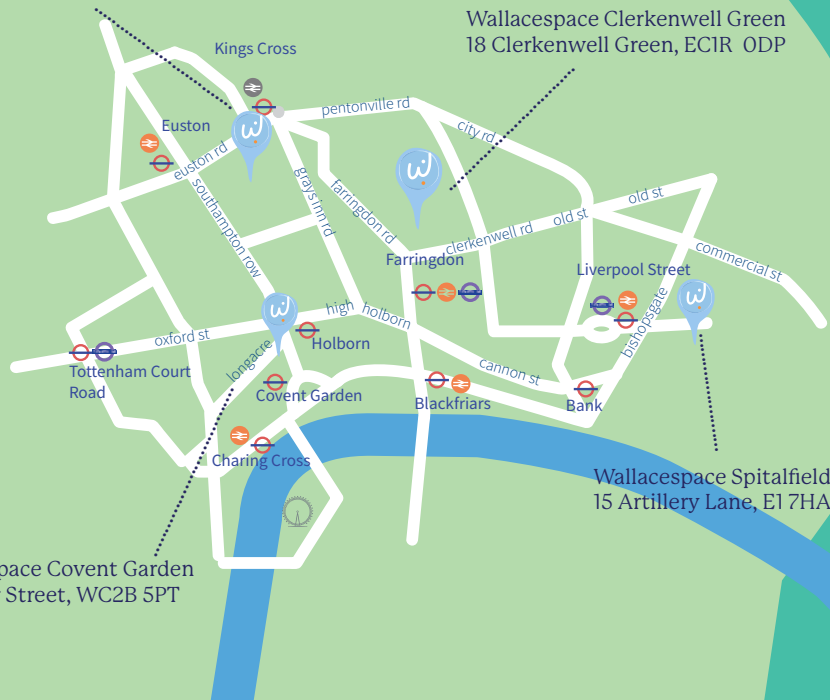 Wallacespace Clerkenwell Green
18 Clerkenwell Green, EC1R 0DP
Kings Cross
pentonville rd
city rd
Euston
euston rd
southampton row
grays inn rd
farringdon rd
old st
old st
clerkenwell rd
commercial st
Farringdon
Liverpool Street
bishopsgate
high holborn
oxford st
Holborn
longacre
cannon st
Tottenham Court
Road
Covent Garden
Blackfriars
Bank
Charing Cross
Wallacespace Spitalfield
15 Artillery Lane, E1 7HA
pace Covent Garden
Street, WC2B 5PT